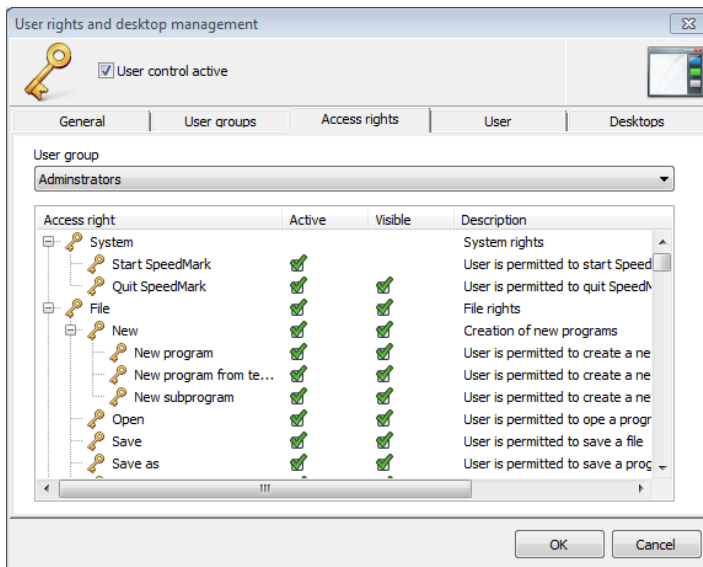 User rights and desktop management
User control active
General User groups Access rights User Desktops
User group
Adminstrators
Access right Active Visible Description
System System rights
Start SpeedMark User is permitted to start Speed
Quit SpeedMark User is permitted to quit SpeedM
File File rights
New Creation of new programs
New program User is permitted to create a ne
New program from te... User is permitted to create a ne
New subprogram User is permitted to create a ne
Open User is permitted to ope a progr
Save User is permitted to save a file
Save as User is permitted to save a prog
OK Cancel